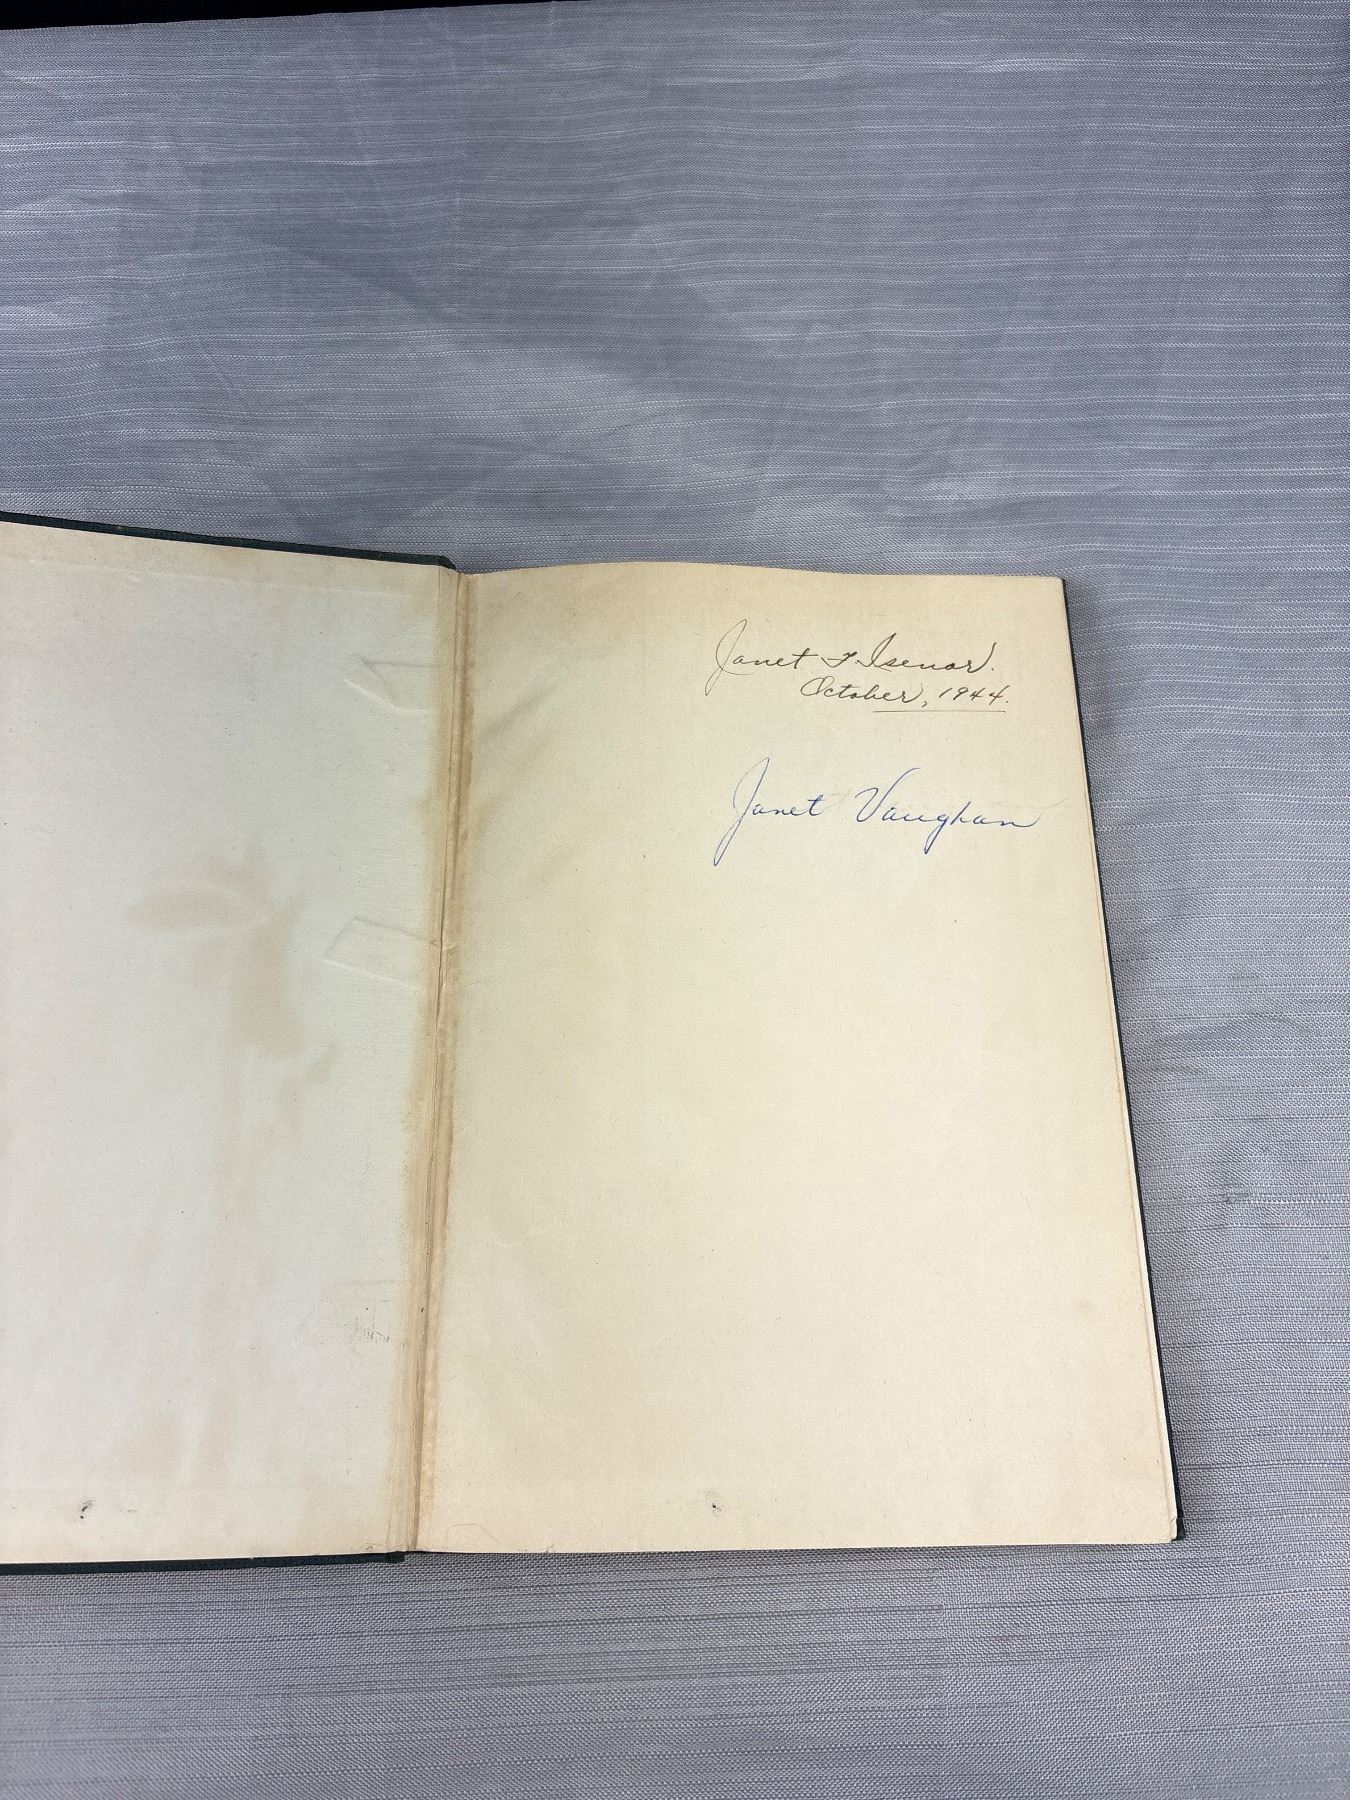 Janet F. Isenor.
October, 1944.
Janet Vaughan